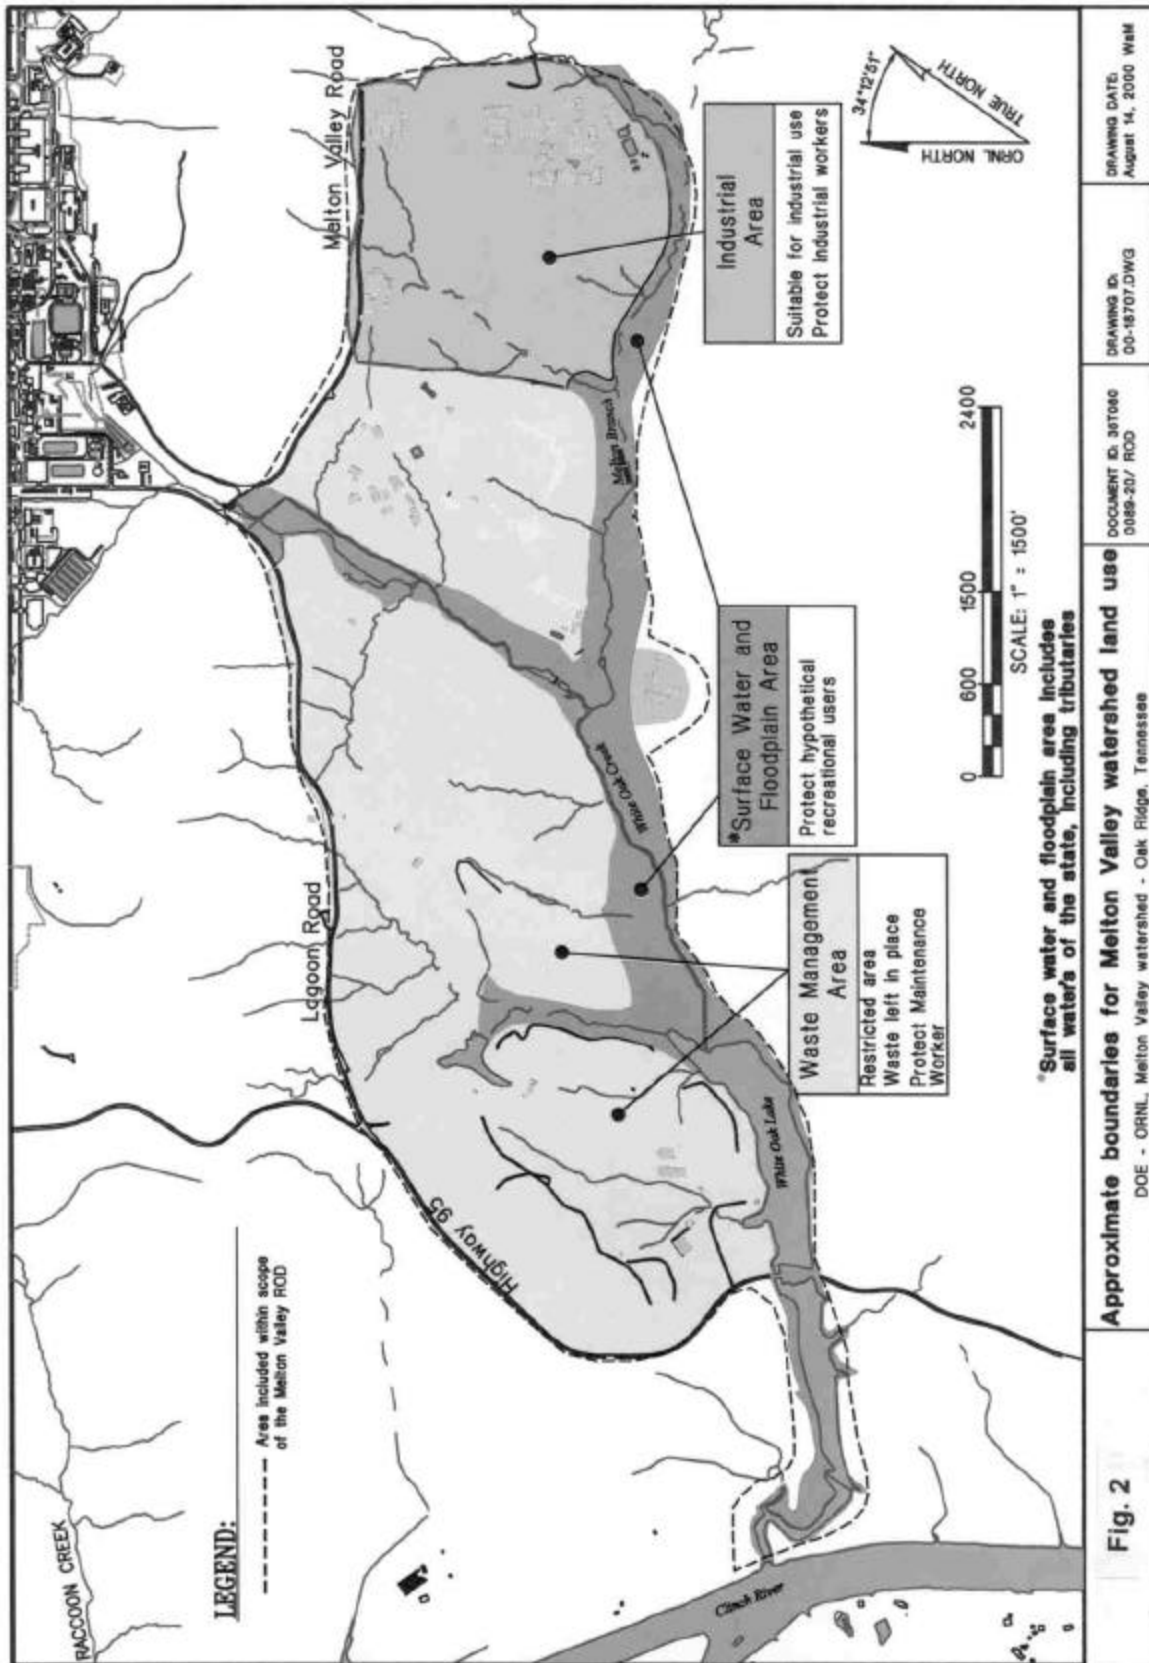 RACCOON CREEK
LEGEND:
Area included within scope
of the Melton Valley ROD
Highway 95
Lagoon Road
Melton Valley Road
Clinch River
White Oak Lake
White Oak Creek
Melton Branch
Waste Management
Area
Restricted area
Waste left in place
Protect Maintenance
Worker
*Surface Water and
Floodplain Area
Protect hypothetical
recreational users
Industrial
Area
Suitable for industrial use
Protect industrial workers
34°12'51"
ORNL NORTH
TRUE NORTH
0 600 1500 2400
SCALE: 1" = 1500'
*Surface water and floodplain area includes
all water's of the state, including tributaries
Fig. 2
Approximate boundaries for Melton Valley watershed land use
DOE - ORNL, Melton Valley watershed - Oak Ridge, Tennessee
DOCUMENT ID: 35T080
0089-20/ ROD
DRAWING ID:
00-18707.DWG
DRAWING DATE:
August 14, 2000 WaM